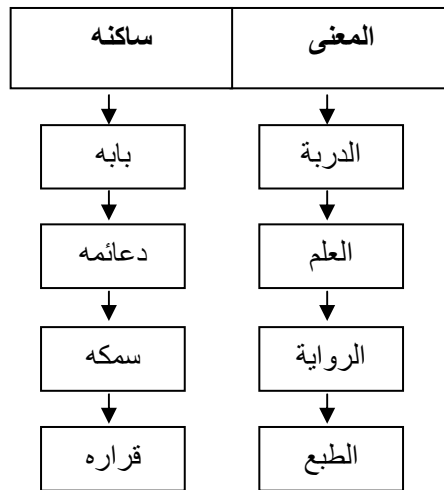 المعنى ساكنه
الدربة بابه
العلم دعائمه
الرواية سمكه
الطبع قراره